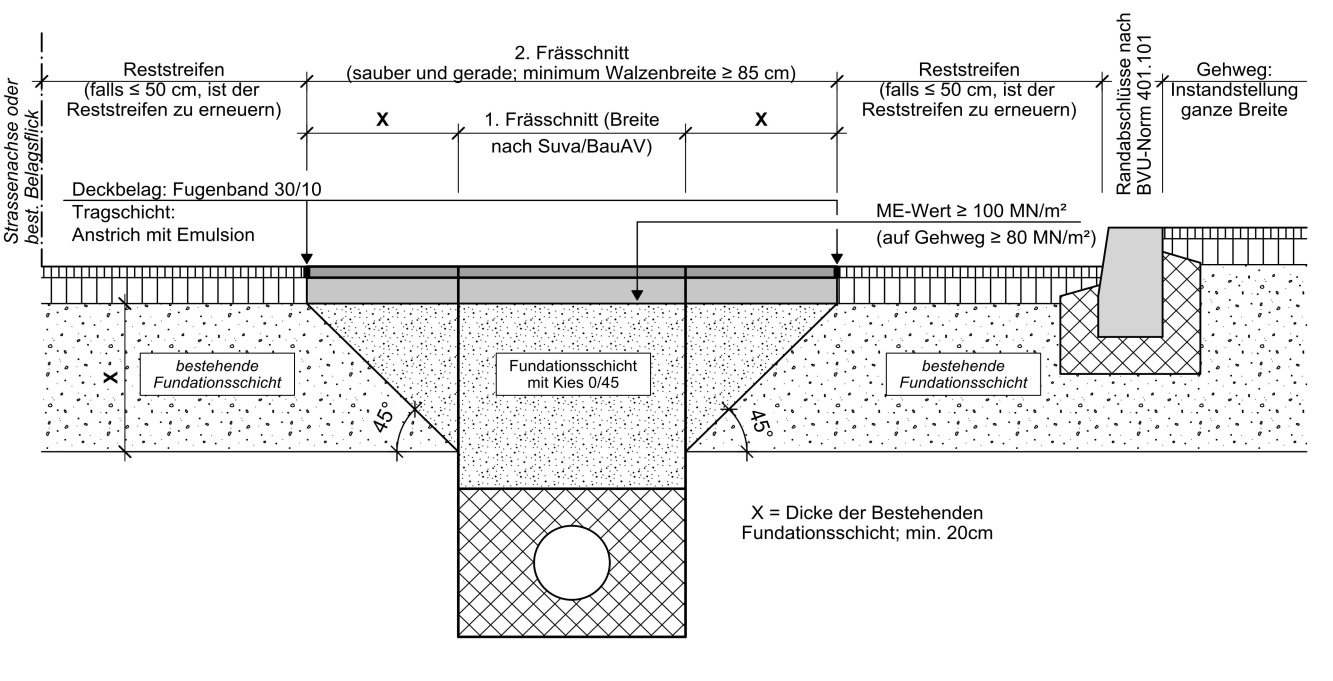 Strassenachse oder
best. Belagsflick
Reststreifen
(falls ≤ 50 cm, ist der
Reststreifen zu erneuern)
2. Frässchnitt
(sauber und gerade; minimum Walzenbreite ≥ 85 cm)
Reststreifen
(falls ≤ 50 cm, ist der
Reststreifen zu erneuern)
Randabschlüsse nach
BVU-Norm 401.101
Gehweg:
Instandstellung
ganze Breite
X
1. Frässchnitt (Breite
nach Suva/BauAV)
X
Deckbelag: Fugenband 30/10
Tragschicht:
Anstrich mit Emulsion
ME-Wert ≥ 100 MN/m²
(auf Gehweg ≥ 80 MN/m²)
X
bestehende
Fundationsschicht
45°
Fundationsschicht
mit Kies 0/45
45°
bestehende
Fundationsschicht
X = Dicke der Bestehenden
Fundationsschicht; min. 20cm